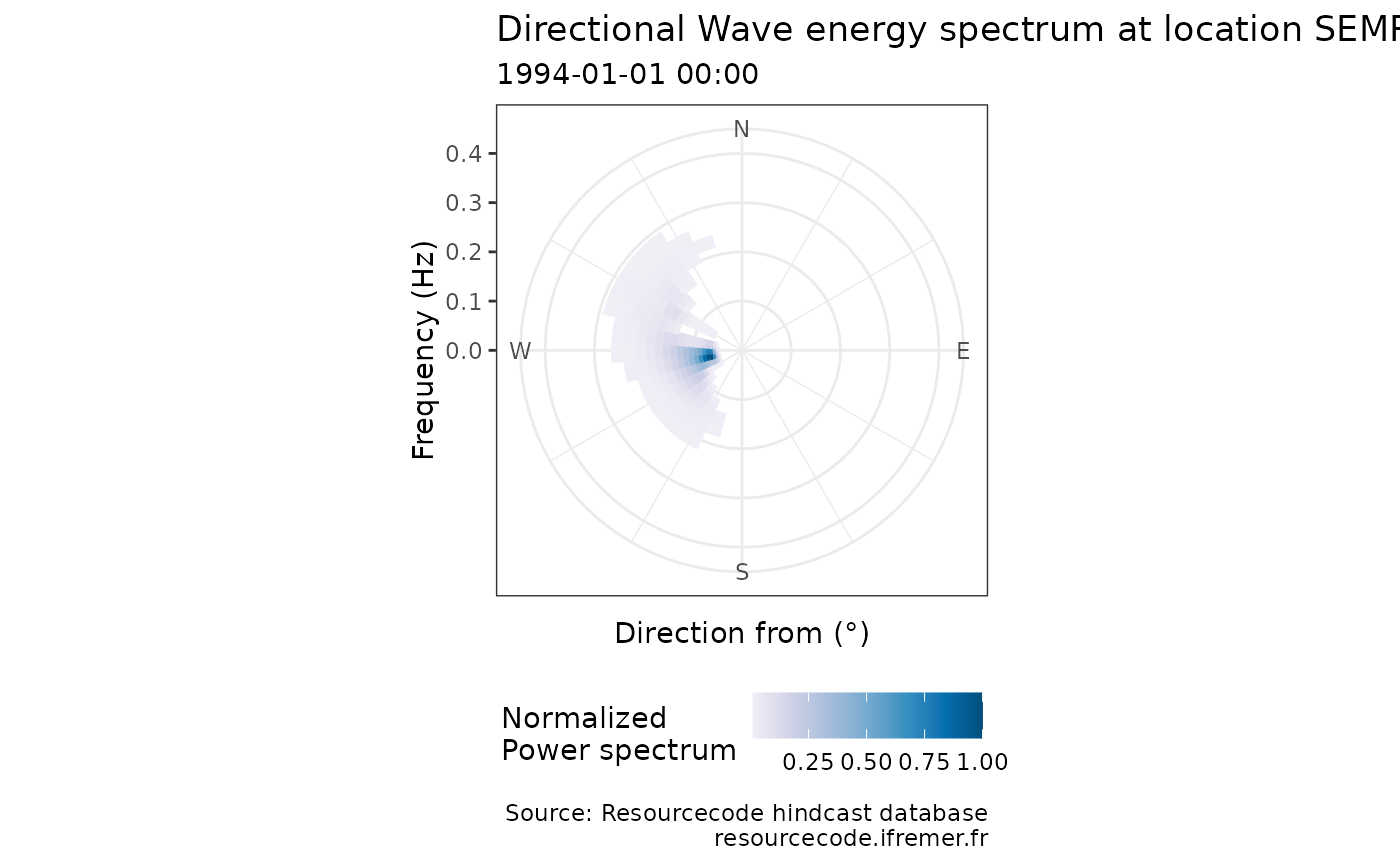 Directional Wave energy spectrum at location
1994-01-01 00:00
N
0.4
0.3
0.2
0.1
0.0
W
E
S
Frequency (Hz)
Direction from (°)
Normalized
Power spectrum
0.25 0.50 0.75 1.00
Source: Resourcecode hindcast database
resourcecode.ifremer.fr